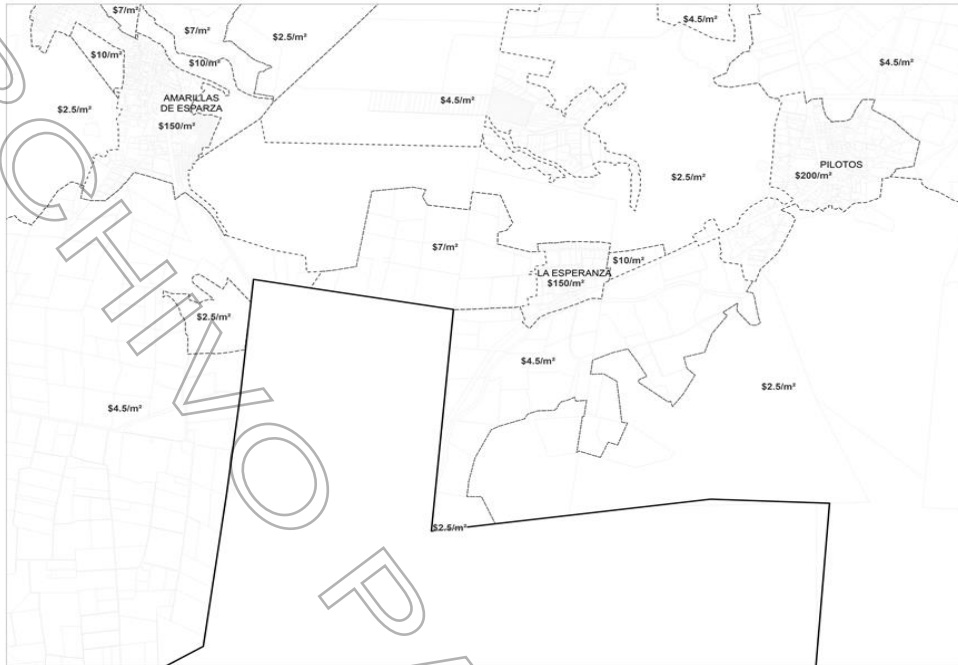 $7/m²
$7/m²
$2.5/m²
$4.5/m²
$10/m²
$10/m²
$4.5/m²
AMARILLAS
DE ESPARZA
$150/m²
$2.5/m²
$4.5/m²
PILOTOS
$200/m²
$2.5/m²
$7/m²
$10/m²
LA ESPERANZA
$150/m²
$2.5/m²
$4.5/m²
$2.5/m²
$4.5/m²
$2.5/m²
CHIVO P